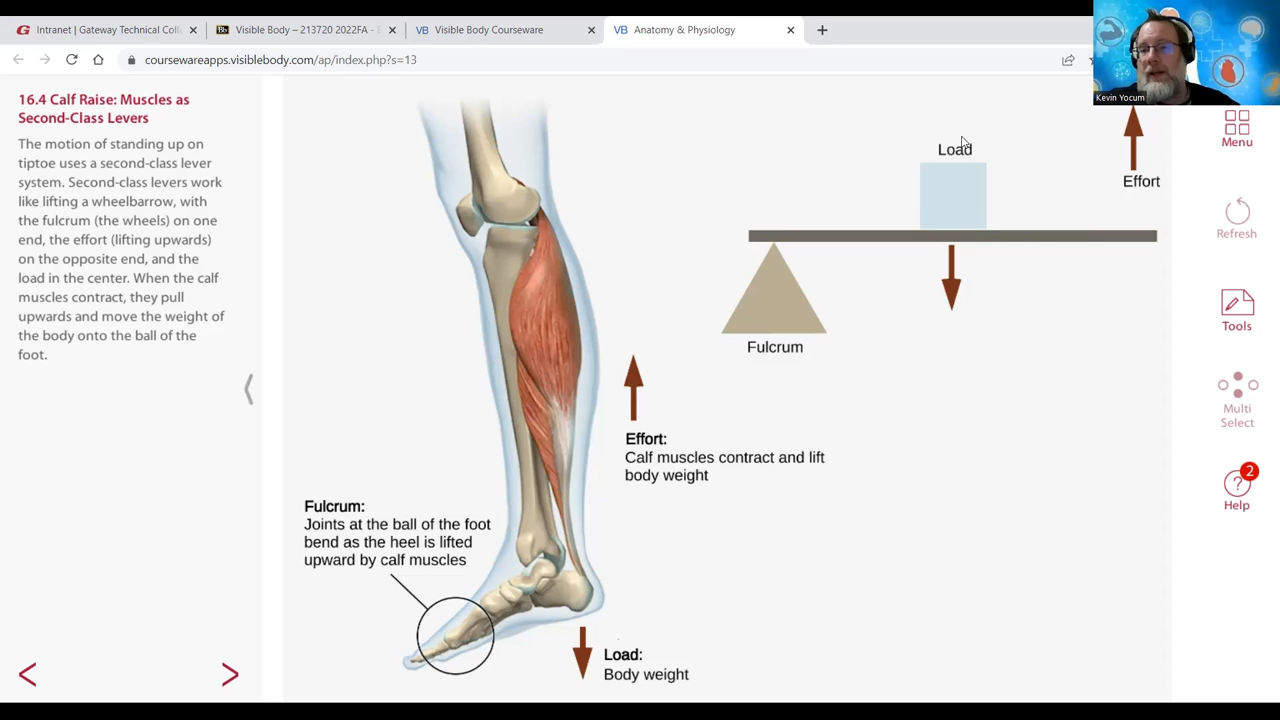 Intranet | Gateway Technical Coll
Visible Body – 213720 2022FA -
Visible Body Courseware
Anatomy & Physiology
coursewareapps.visiblebody.com/ap/index.php?s=13
Kevin Yocum
16.4 Calf Raise: Muscles as
Second-Class Levers
The motion of standing up on
tiptoe uses a second-class lever
system. Second-class levers work
like lifting a wheelbarrow, with
the fulcrum (the wheels) on one
end, the effort (lifting upwards)
on the opposite end, and the
load in the center. When the calf
muscles contract, they pull
upwards and move the weight of
the body onto the ball of the
foot.
Load
Effort
Fulcrum
Effort:
Calf muscles contract and lift
body weight
Fulcrum:
Joints at the ball of the foot
bend as the heel is lifted
upward by calf muscles
Load:
Body weight
Menu
Refresh
Tools
Multi
Select
2
Help